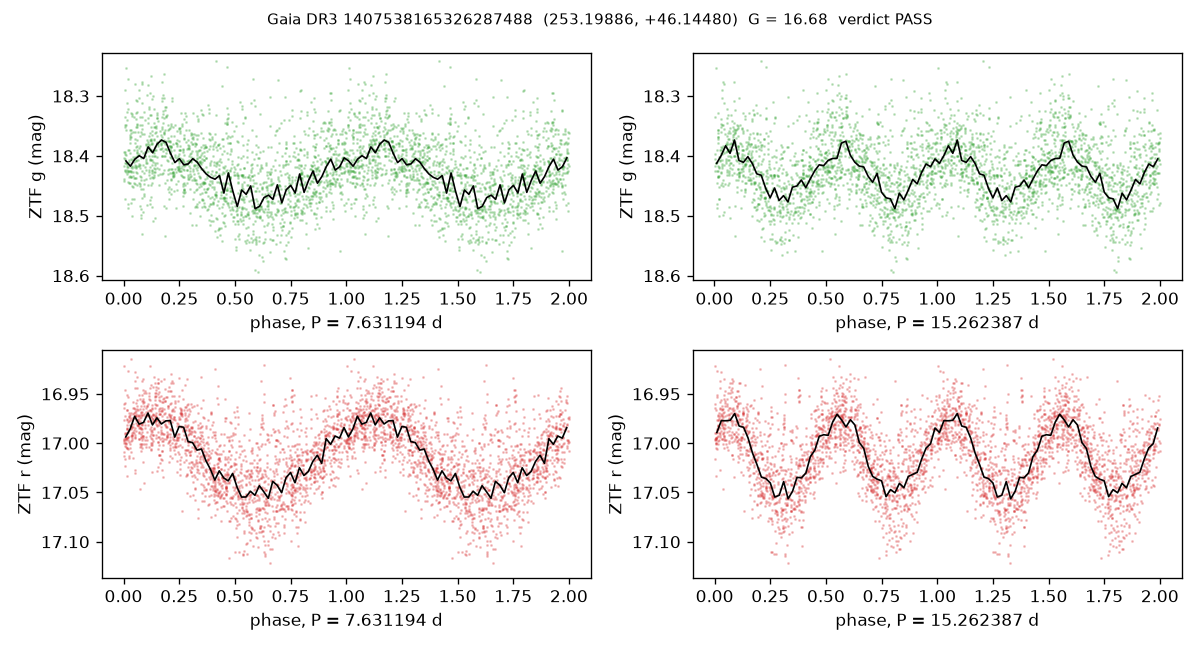 Gaia DR3 1407538165326287488 (253.19886, +46.14480) G = 16.68 verdict PASS
ZTF g (mag)
18.3
18.4
18.5
18.6
0.00 0.25 0.50 0.75 1.00 1.25 1.50 1.75 2.00
phase, P = 7.631194 d
ZTF g (mag)
18.3
18.4
18.5
18.6
0.00 0.25 0.50 0.75 1.00 1.25 1.50 1.75 2.00
phase, P = 15.262387 d
ZTF r (mag)
16.95
17.00
17.05
17.10
0.00 0.25 0.50 0.75 1.00 1.25 1.50 1.75 2.00
phase, P = 7.631194 d
ZTF r (mag)
16.95
17.00
17.05
17.10
0.00 0.25 0.50 0.75 1.00 1.25 1.50 1.75 2.00
phase, P = 15.262387 d